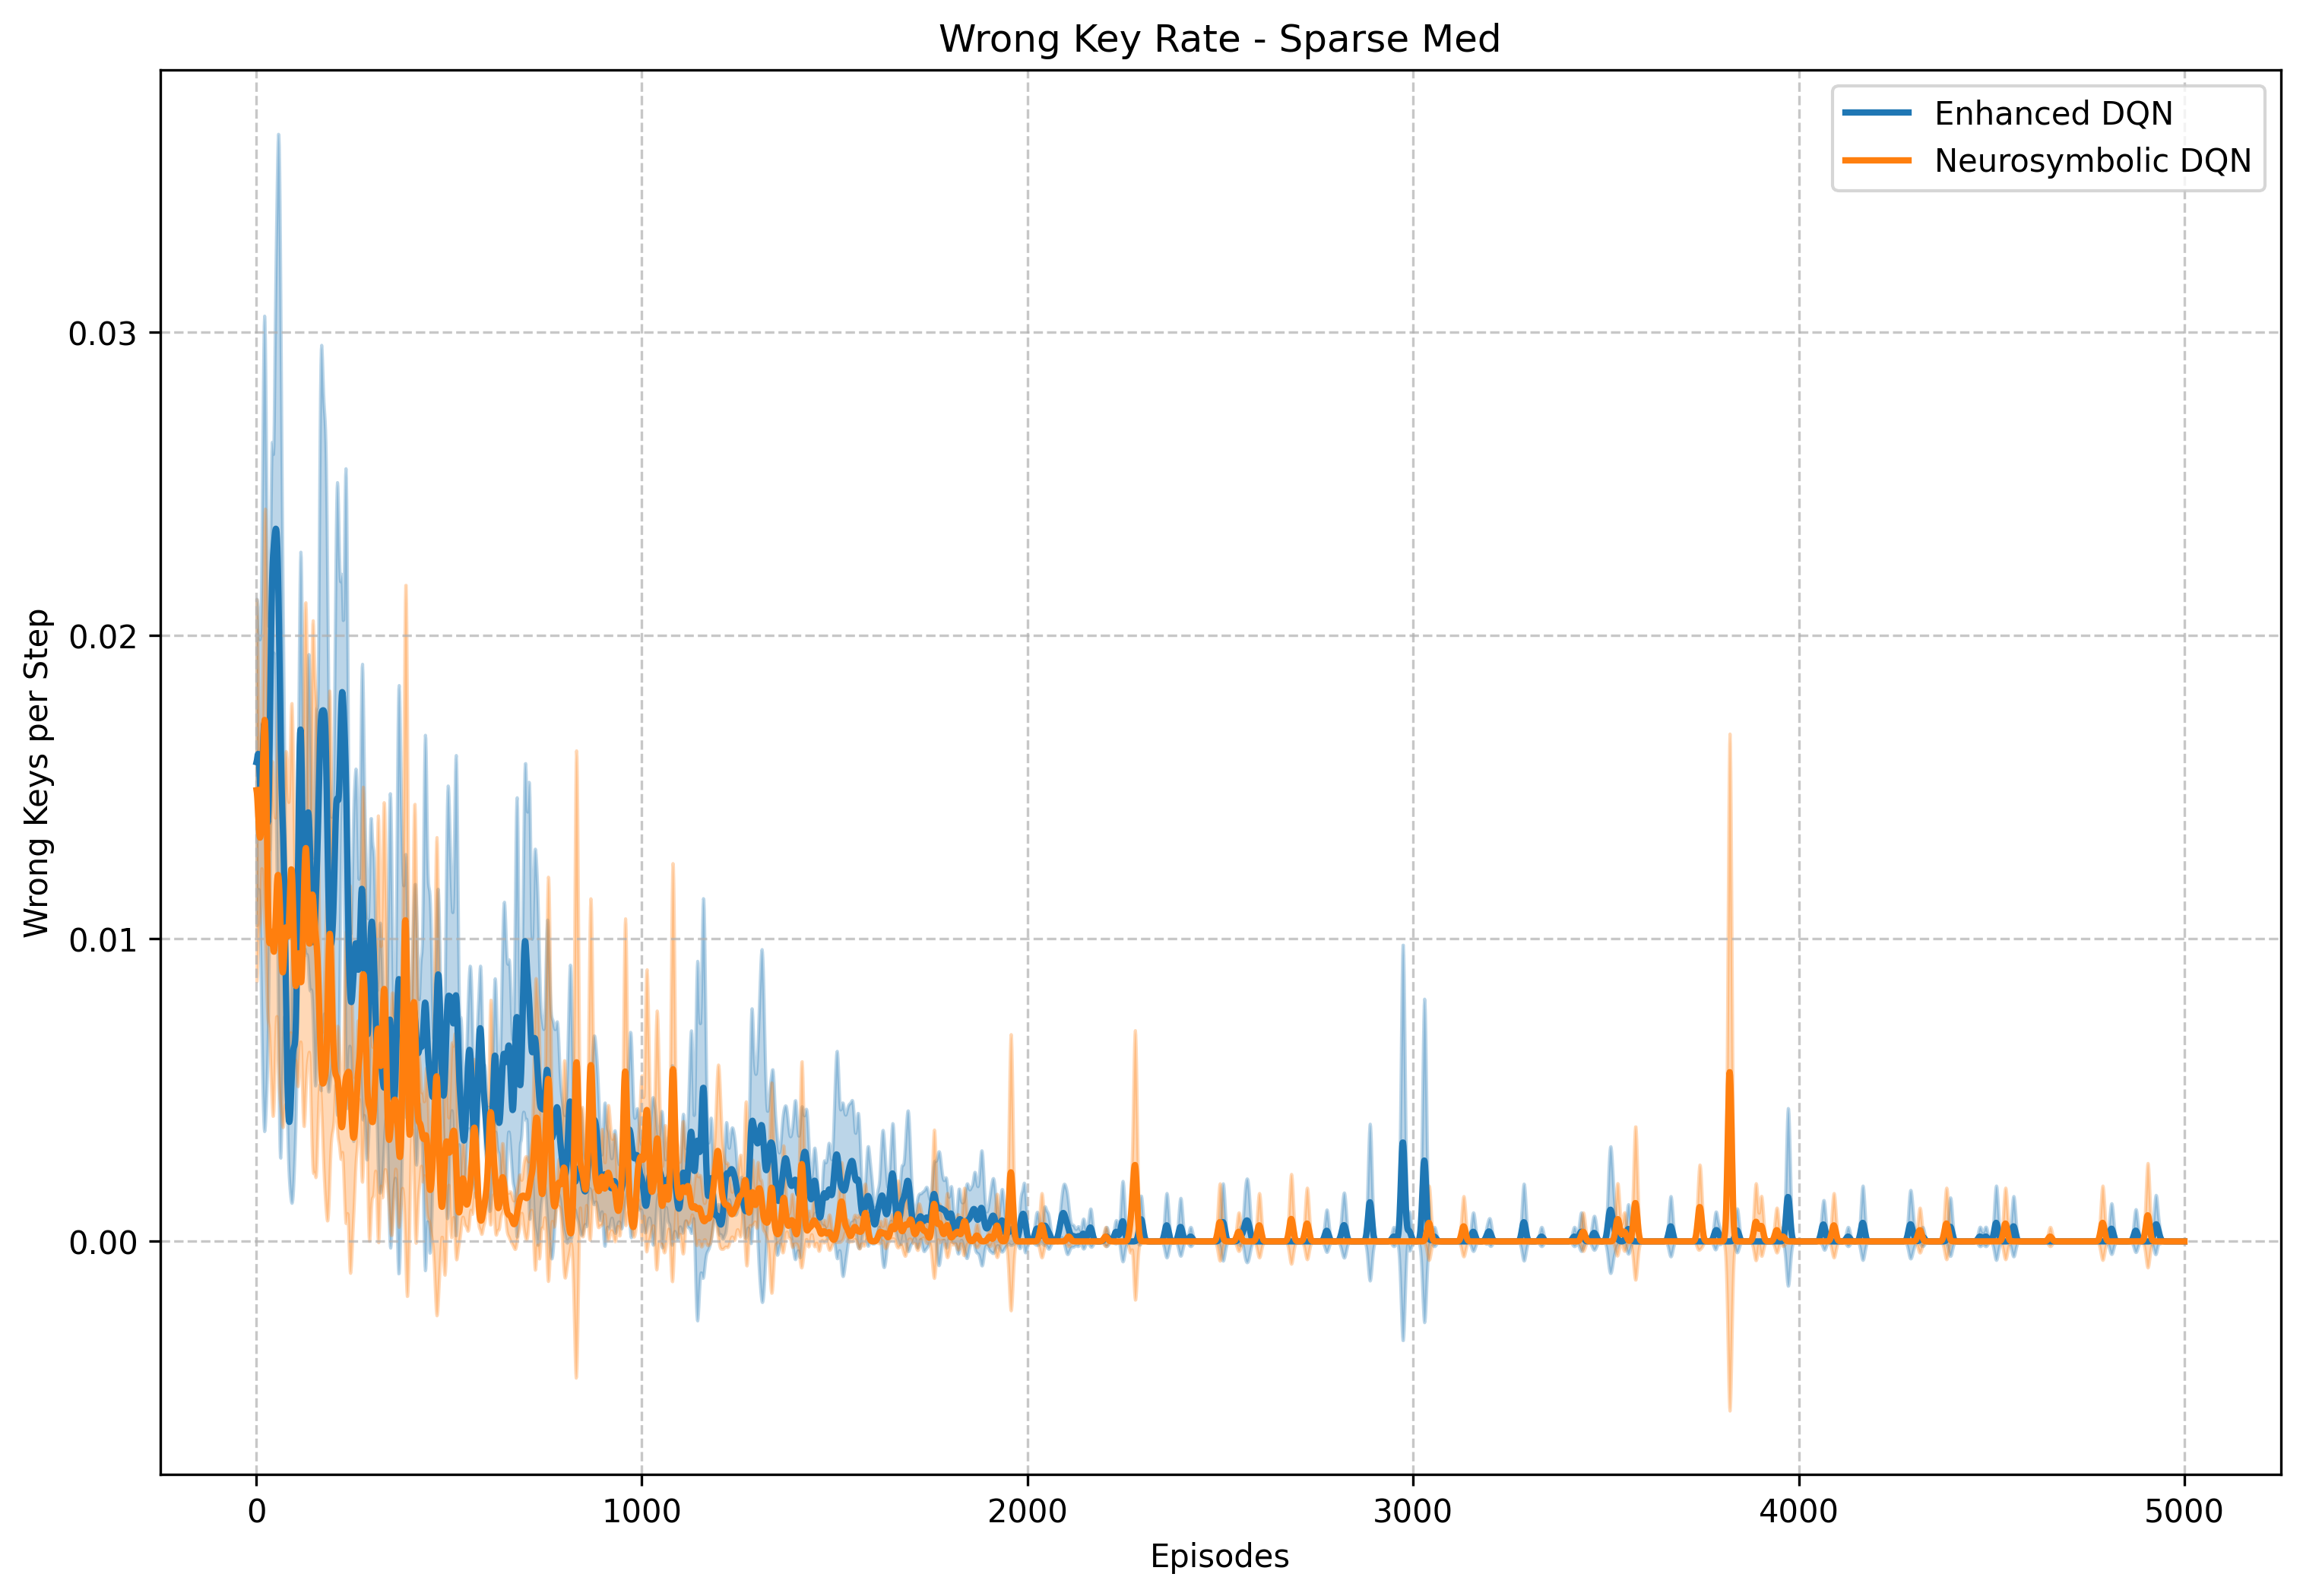 Wrong Key Rate - Sparse Med
Enhanced DQN
Neurosymbolic DQN
Wrong Keys per Step
0.03
0.02
0.01
0.00
0 1000 2000 3000 4000 5000
Episodes